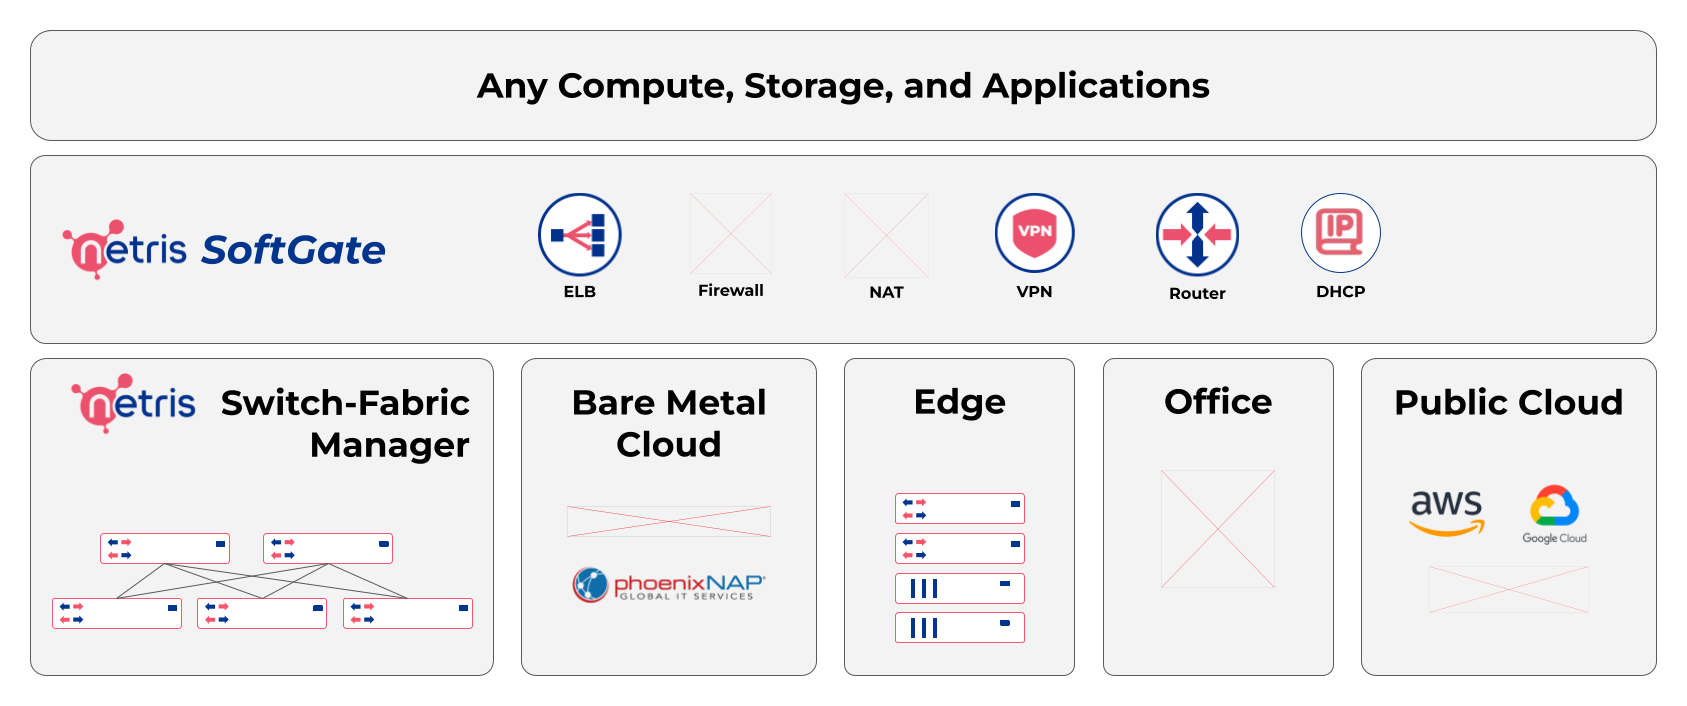 Any Compute, Storage, and Applications
netris SoftGate
ELB
Firewall
NAT
VPN
VPN
Router
IP
DHCP
netris
Switch-Fabric
Manager
Bare Metal
Cloud
phoenixNAP®
GLOBAL IT SERVICES
Edge
Office
Public Cloud
aws
Google Cloud